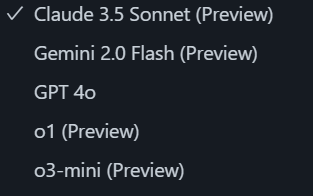 Claude 3.5 Sonnet (Preview)
Gemini 2.0 Flash (Preview)
GPT 4o
o1 (Preview)
o3-mini (Preview)